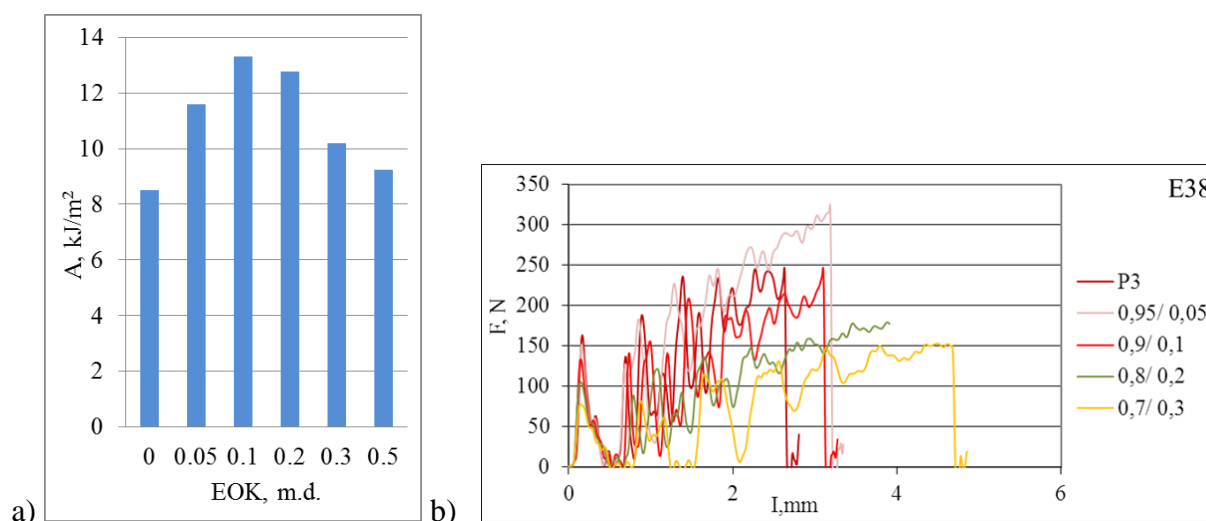 a)
A, kJ/m²
14
12
10
8
6
4
2
0
0 0.05 0.1 0.2 0.3 0.5
EOK, m.d.
b)
E38
F, N
350
300
250
200
150
100
50
0
0 2 4 6
I,mm
P3
0,95/ 0,05
0,9/ 0,1
0,8/ 0,2
0,7/ 0,3